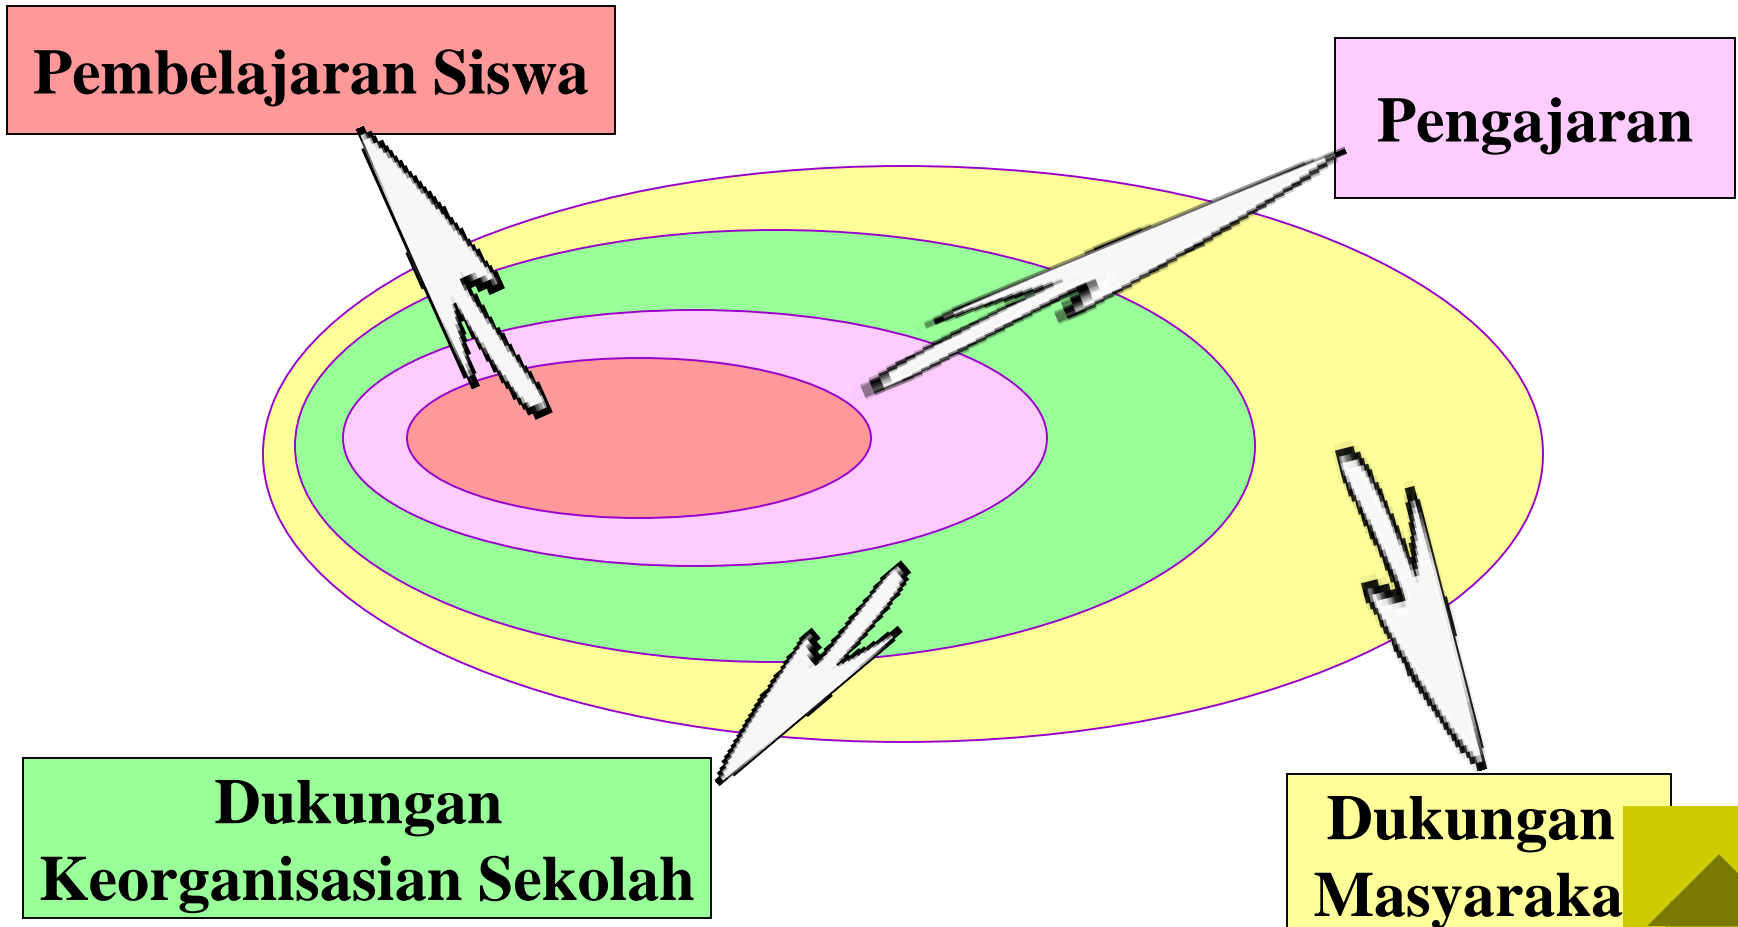 Pembelajaran Siswa
Pengajaran
Dukungan
Keorganisasian Sekolah
Dukungan
Masyaraka